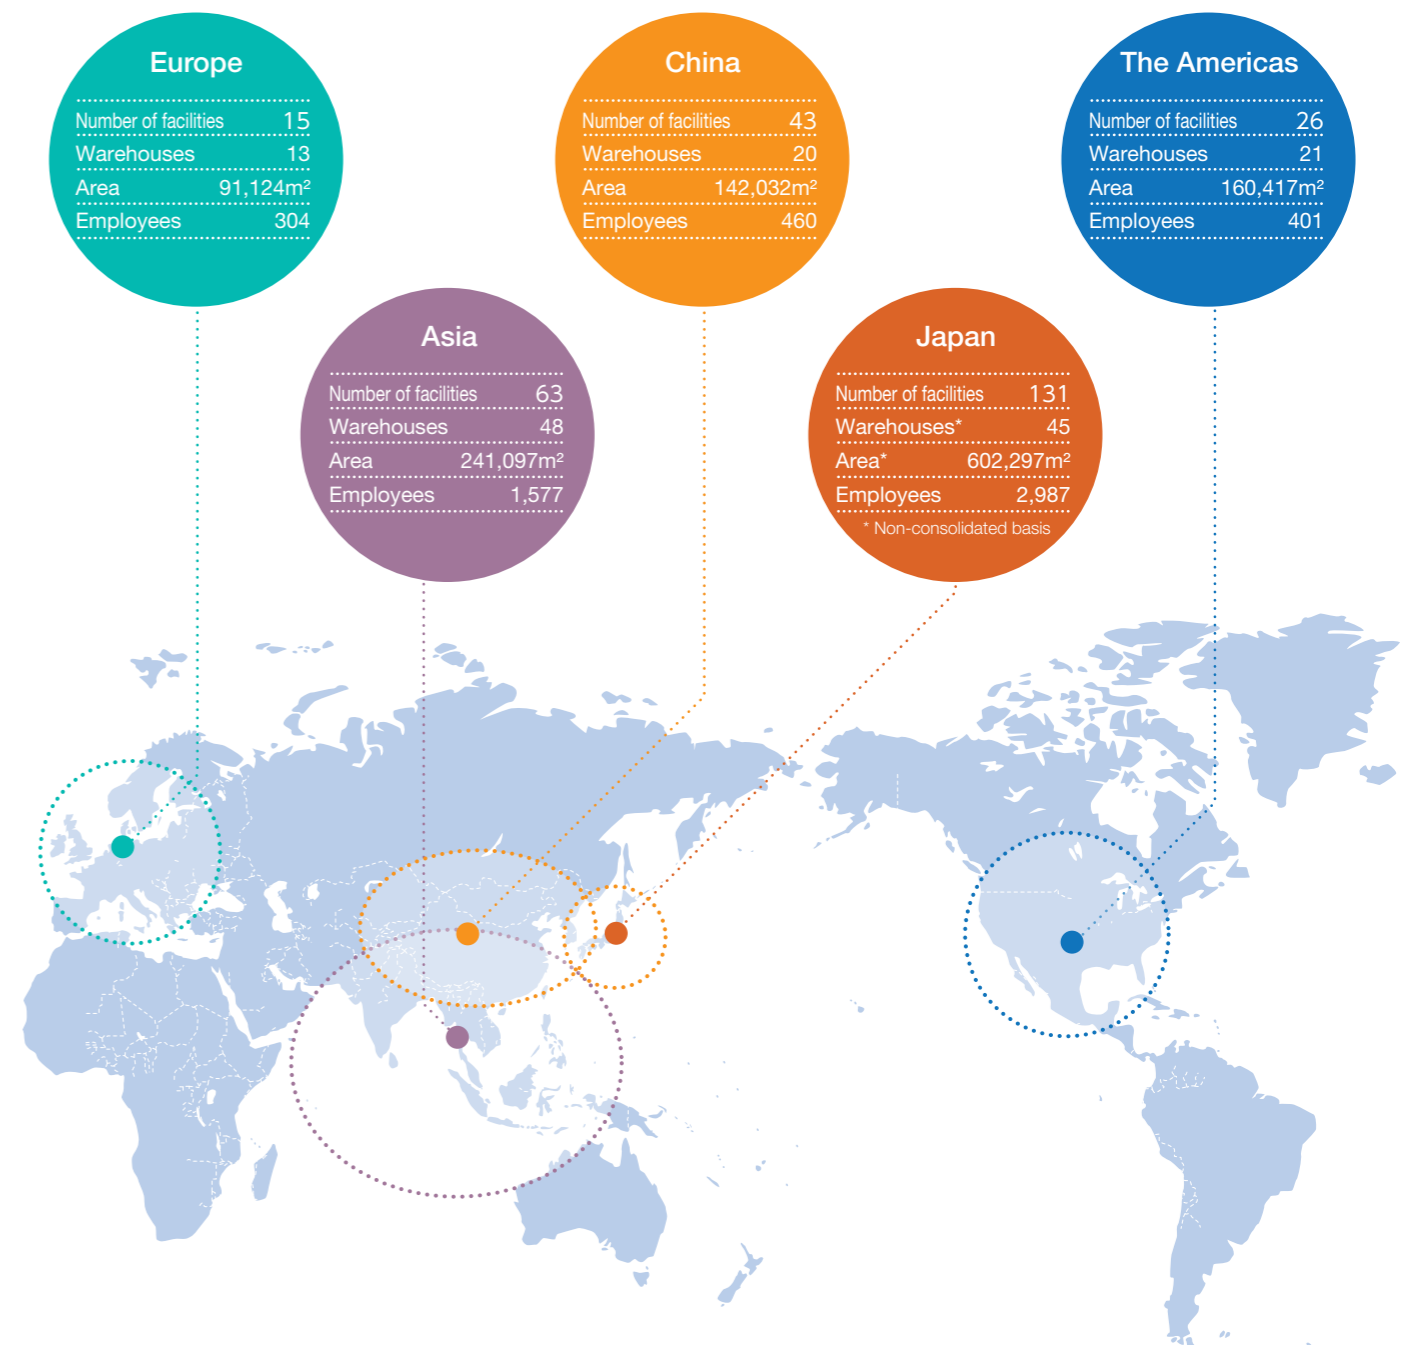 Europe
Number of facilities 15
Warehouses 13
Area 91,124m²
Employees 304
China
Number of facilities 43
Warehouses 20
Area 142,032m²
Employees 460
The Americas
Number of facilities 26
Warehouses 21
Area 160,417m²
Employees 401
Asia
Number of facilities 63
Warehouses 48
Area 241,097m²
Employees 1,577
Japan
Number of facilities 131
Warehouses* 45
Area* 602,297m²
Employees 2,987
* Non-consolidated basis